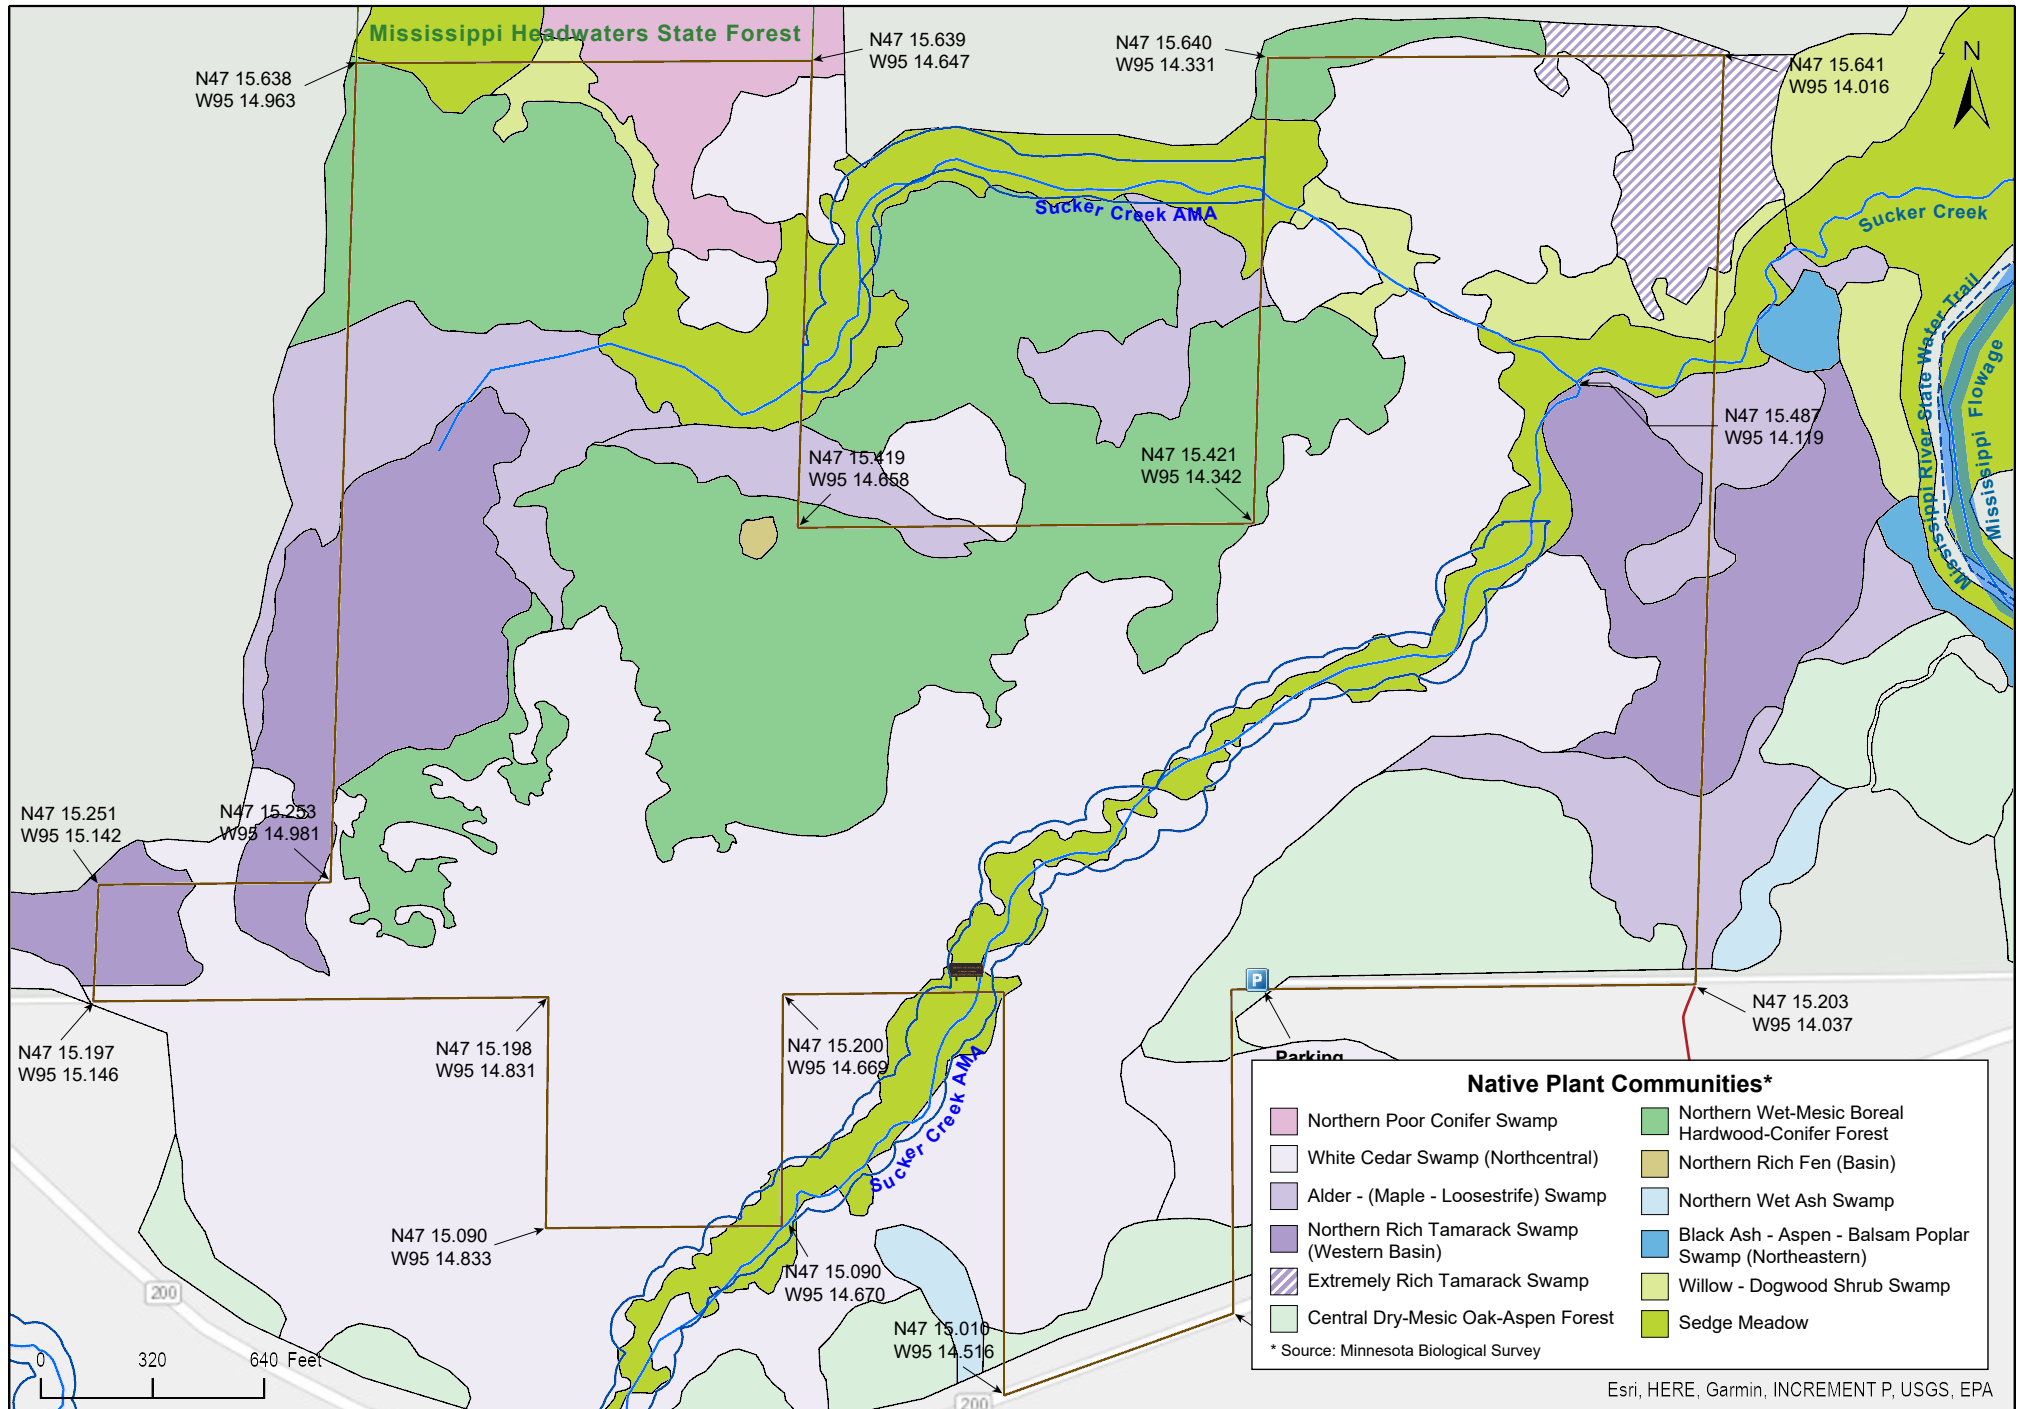 Mississippi Headwaters State Forest
N47 15.638
W95 14.963
N47 15.639
W95 14.647
N47 15.640
W95 14.331
N47 15.641
W95 14.016
N
Sucker Creek AMA
Sucker Creek
Mississippi River State Water Trail
Mississippi Flowage
N47 15.487
W95 14.119
N47 15.419
W95 14.658
N47 15.421
W95 14.342
N47 15.251
W95 15.142
N47 15.253
W95 14.981
N47 15.197
W95 15.146
N47 15.198
W95 14.831
N47 15.200
W95 14.669
P
N47 15.203
W95 14.037
Parking
Sucker Creek AMA
N47 15.090
W95 14.833
N47 15.090
W95 14.670
N47 15.010
W95 14.516
200
200
0 320 640 Feet
Native Plant Communities*
Northern Poor Conifer Swamp
White Cedar Swamp (Northcentral)
Alder - (Maple - Loosestrife) Swamp
Northern Rich Tamarack Swamp
(Western Basin)
Extremely Rich Tamarack Swamp
Central Dry-Mesic Oak-Aspen Forest
Northern Wet-Mesic Boreal
Hardwood-Conifer Forest
Northern Rich Fen (Basin)
Northern Wet Ash Swamp
Black Ash - Aspen - Balsam Poplar
Swamp (Northeastern)
Willow - Dogwood Shrub Swamp
Sedge Meadow
* Source: Minnesota Biological Survey
Esri, HERE, Garmin, INCREMENT P, USGS, EPA